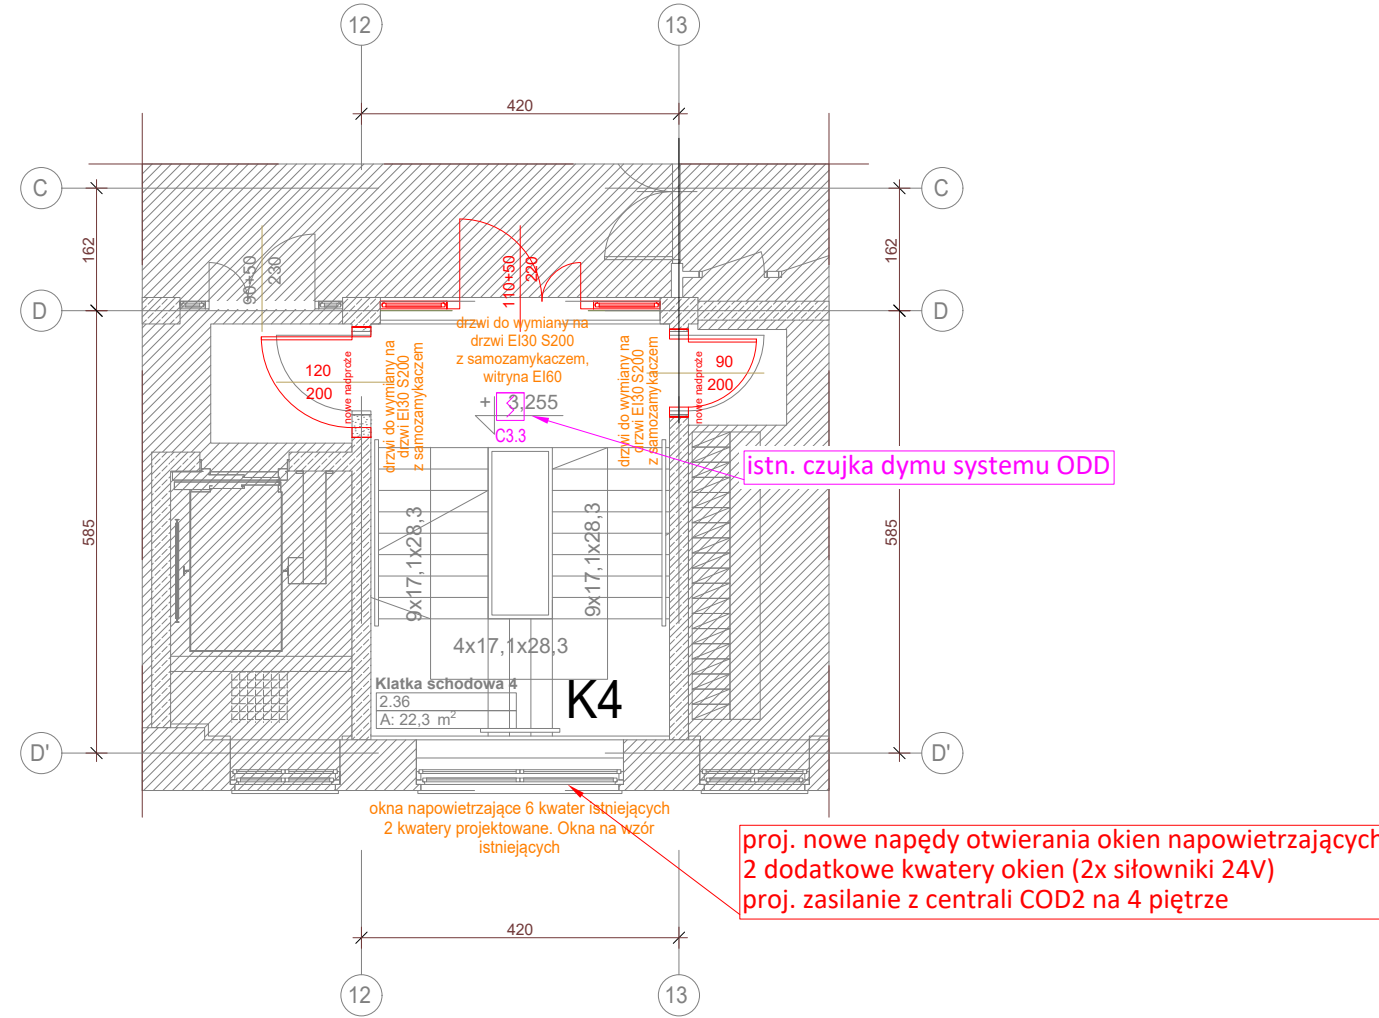 12
13
420
C
C
162
162
90+50
230
110+50
220
D
D
drzwi do wymiany na
drzwi EI30 S200
z samozamykaczem,
witryna EI60
drzwi do wymiany na
drzwi EI30 S200
z samozamykaczem
drzwi do wymiany na
drzwi EI30 S200
z samozamykaczem
120
200
nowe nadproże
nowe nadproże
90
200
+ 3,255
C3.3
istn. czujka dymu systemu ODD
585
585
9x17,1x28,3
9x17,1x28,3
4x17,1x28,3
Klatka schodowa 4
2.36
A: 22,3 m²
K4
D'
D'
okna napowietrzające 6 kwater istniejących
2 kwatery projektowane. Okna na wzór
istniejących
proj. nowe napędy otwierania okien napowietrzających
2 dodatkowe kwatery okien (2x siłowniki 24V)
proj. zasilanie z centrali COD2 na 4 piętrze
420
12
13